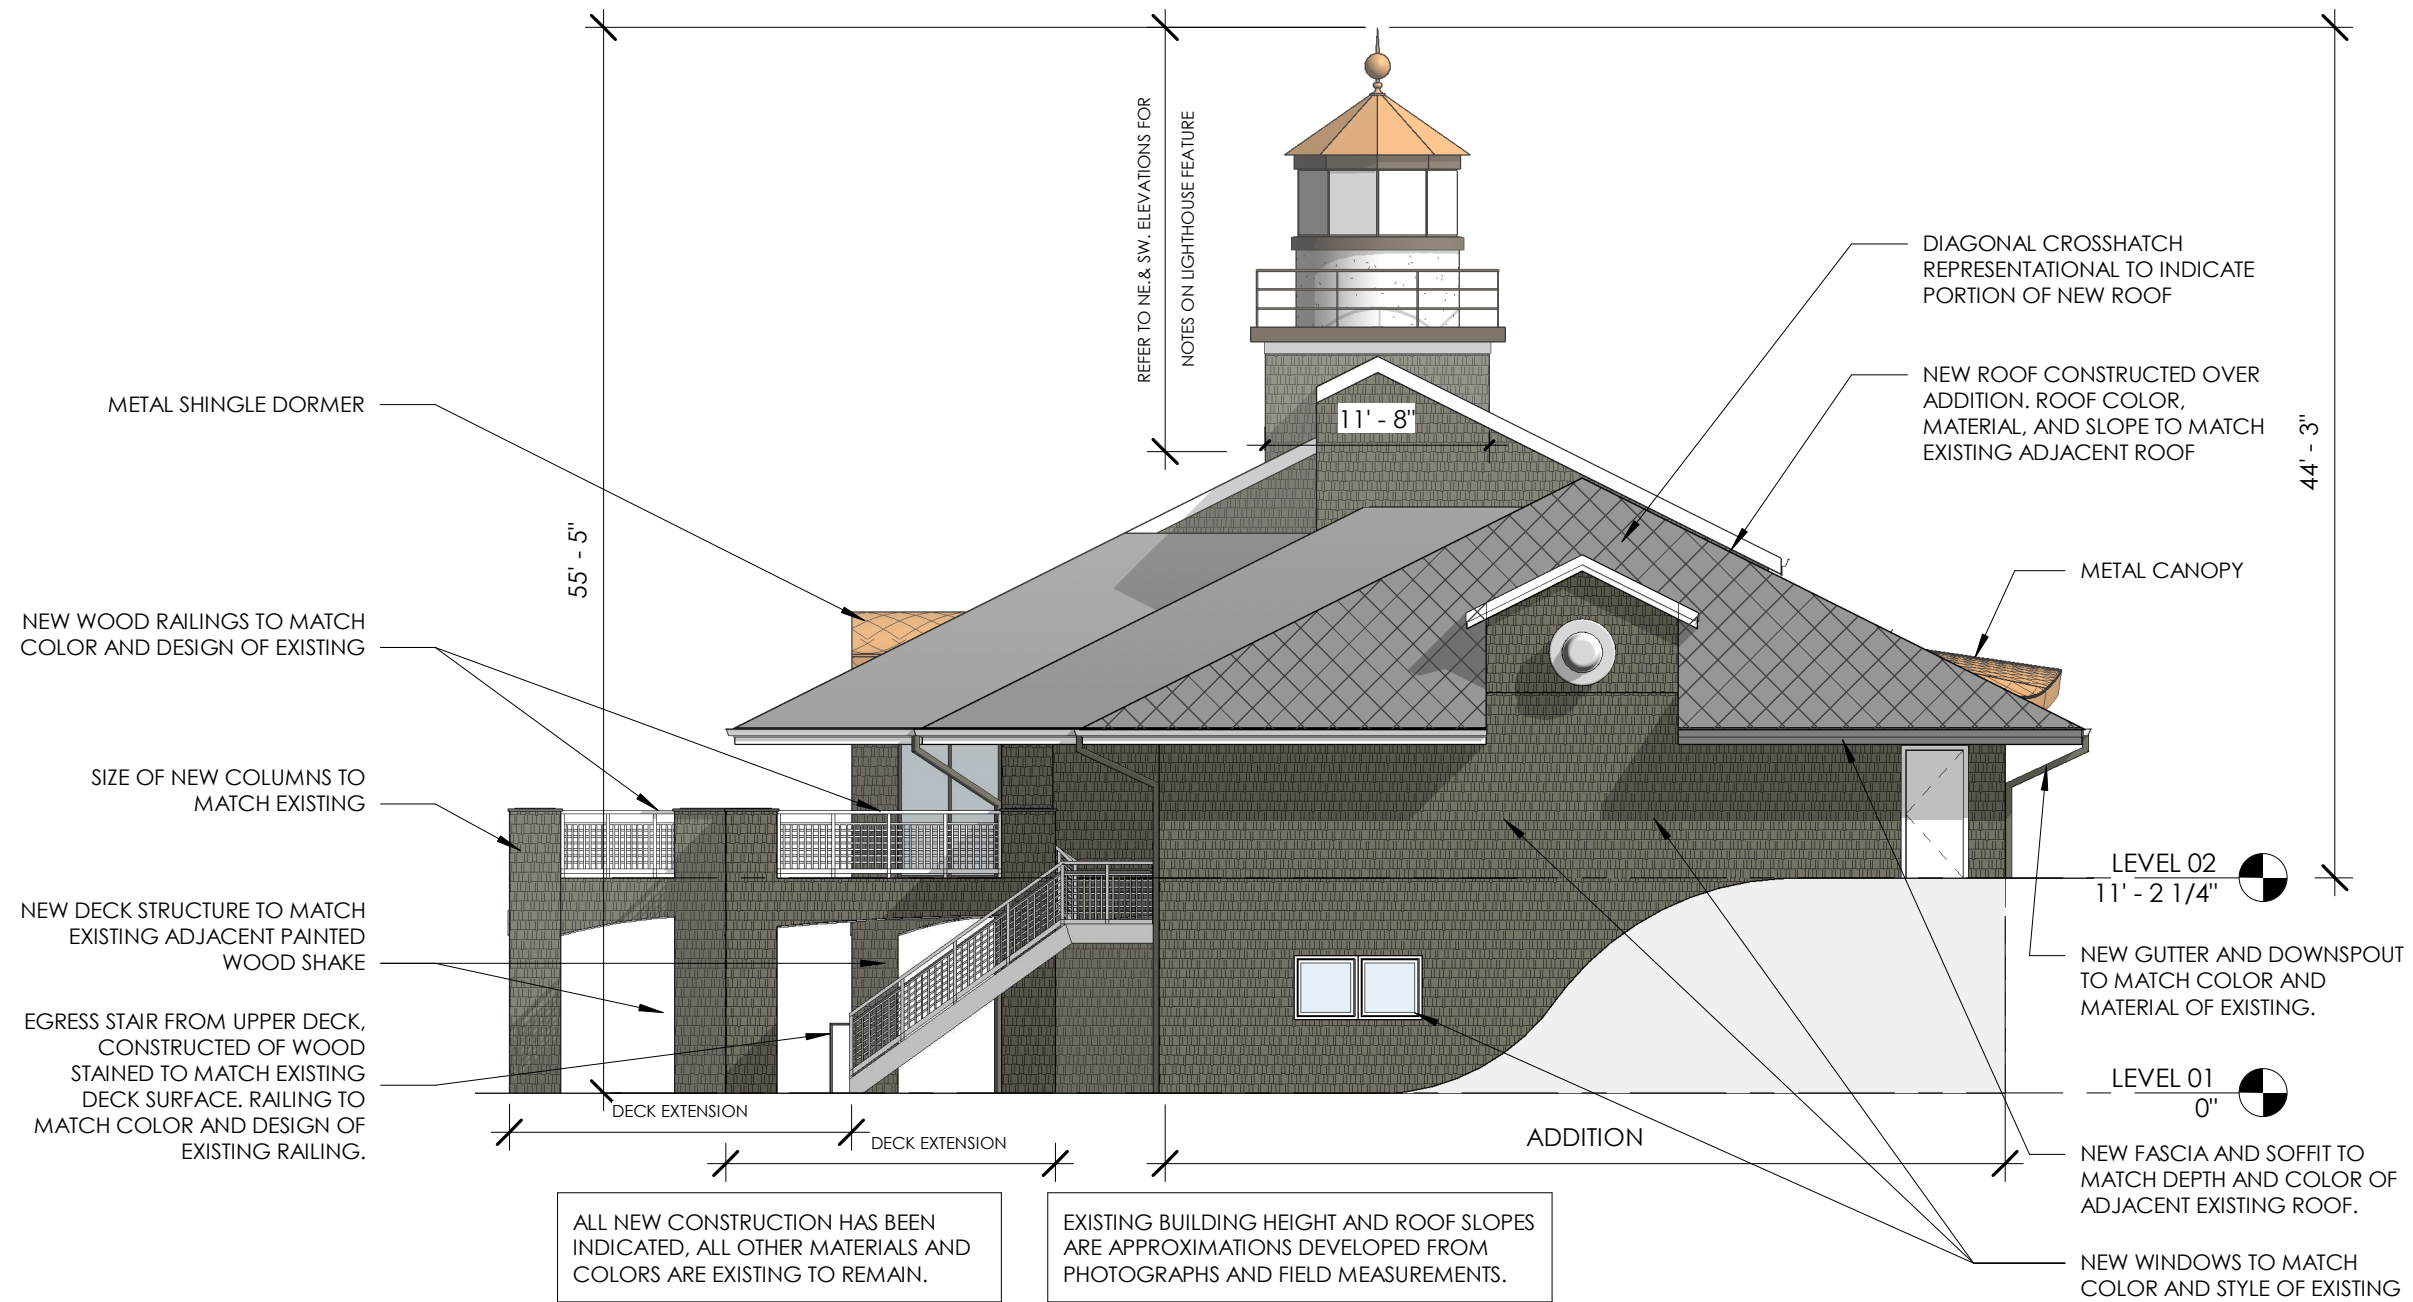 REFER TO NE.& SW. ELEVATIONS FOR
NOTES ON LIGHTHOUSE FEATURE
DIAGONAL CROSSHATCH
REPRESENTATIONAL TO INDICATE
PORTION OF NEW ROOF
NEW ROOF CONSTRUCTED OVER
ADDITION. ROOF COLOR,
MATERIAL, AND SLOPE TO MATCH
EXISTING ADJACENT ROOF
METAL SHINGLE DORMER
11' - 8"
44' - 3"
55' - 5"
METAL CANOPY
NEW WOOD RAILINGS TO MATCH
COLOR AND DESIGN OF EXISTING
SIZE OF NEW COLUMNS TO
MATCH EXISTING
LEVEL 02
11' - 2 1/4"
NEW DECK STRUCTURE TO MATCH
EXISTING ADJACENT PAINTED
WOOD SHAKE
NEW GUTTER AND DOWNSPOUT
TO MATCH COLOR AND
MATERIAL OF EXISTING.
EGRESS STAIR FROM UPPER DECK,
CONSTRUCTED OF WOOD
STAINED TO MATCH EXISTING
DECK SURFACE. RAILING TO
MATCH COLOR AND DESIGN OF
EXISTING RAILING.
LEVEL 01
0"
DECK EXTENSION
DECK EXTENSION
ADDITION
NEW FASCIA AND SOFFIT TO
MATCH DEPTH AND COLOR OF
ADJACENT EXISTING ROOF.
ALL NEW CONSTRUCTION HAS BEEN
INDICATED, ALL OTHER MATERIALS AND
COLORS ARE EXISTING TO REMAIN.
EXISTING BUILDING HEIGHT AND ROOF SLOPES
ARE APPROXIMATIONS DEVELOPED FROM
PHOTOGRAPHS AND FIELD MEASUREMENTS.
NEW WINDOWS TO MATCH
COLOR AND STYLE OF EXISTING